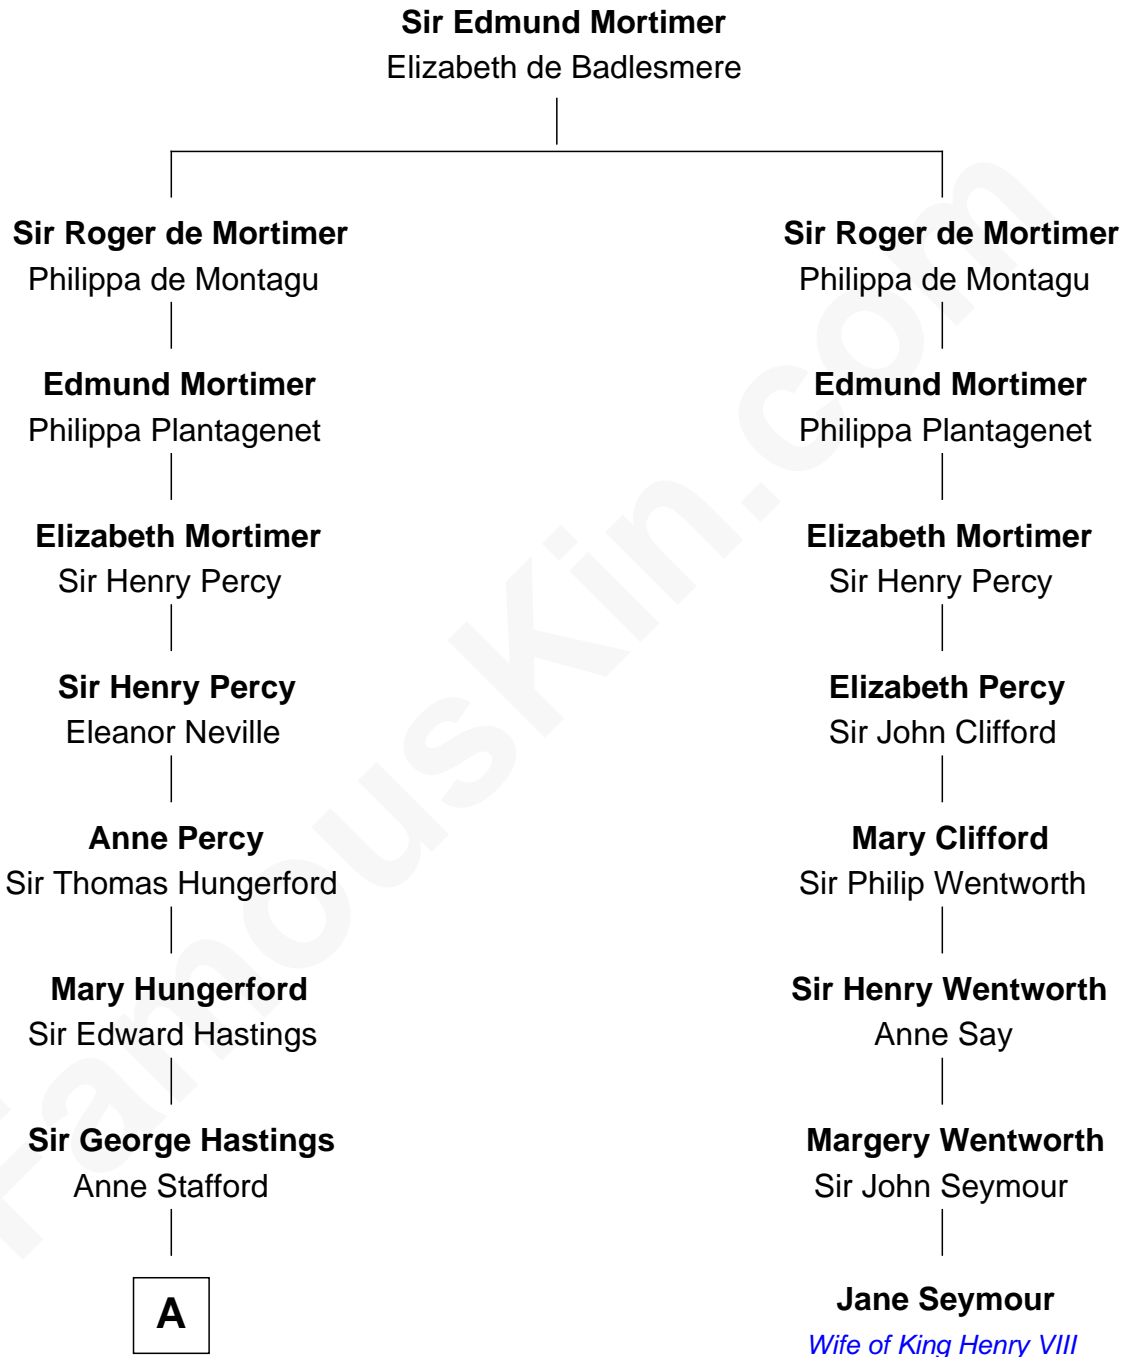 Sir Edmund Mortimer
Elizabeth de Badlesmere
Sir Roger de Mortimer
Philippa de Montagu
Sir Roger de Mortimer
Philippa de Montagu
Edmund Mortimer
Philippa Plantagenet
Edmund Mortimer
Philippa Plantagenet
Elizabeth Mortimer
Sir Henry Percy
Elizabeth Mortimer
Sir Henry Percy
Sir Henry Percy
Eleanor Neville
Elizabeth Percy
Sir John Clifford
Anne Percy
Sir Thomas Hungerford
Mary Clifford
Sir Philip Wentworth
Mary Hungerford
Sir Edward Hastings
Sir Henry Wentworth
Anne Say
Sir George Hastings
Anne Stafford
Margery Wentworth
Sir John Seymour
A
Jane Seymour
Wife of King Henry VIII
FamousKin.com